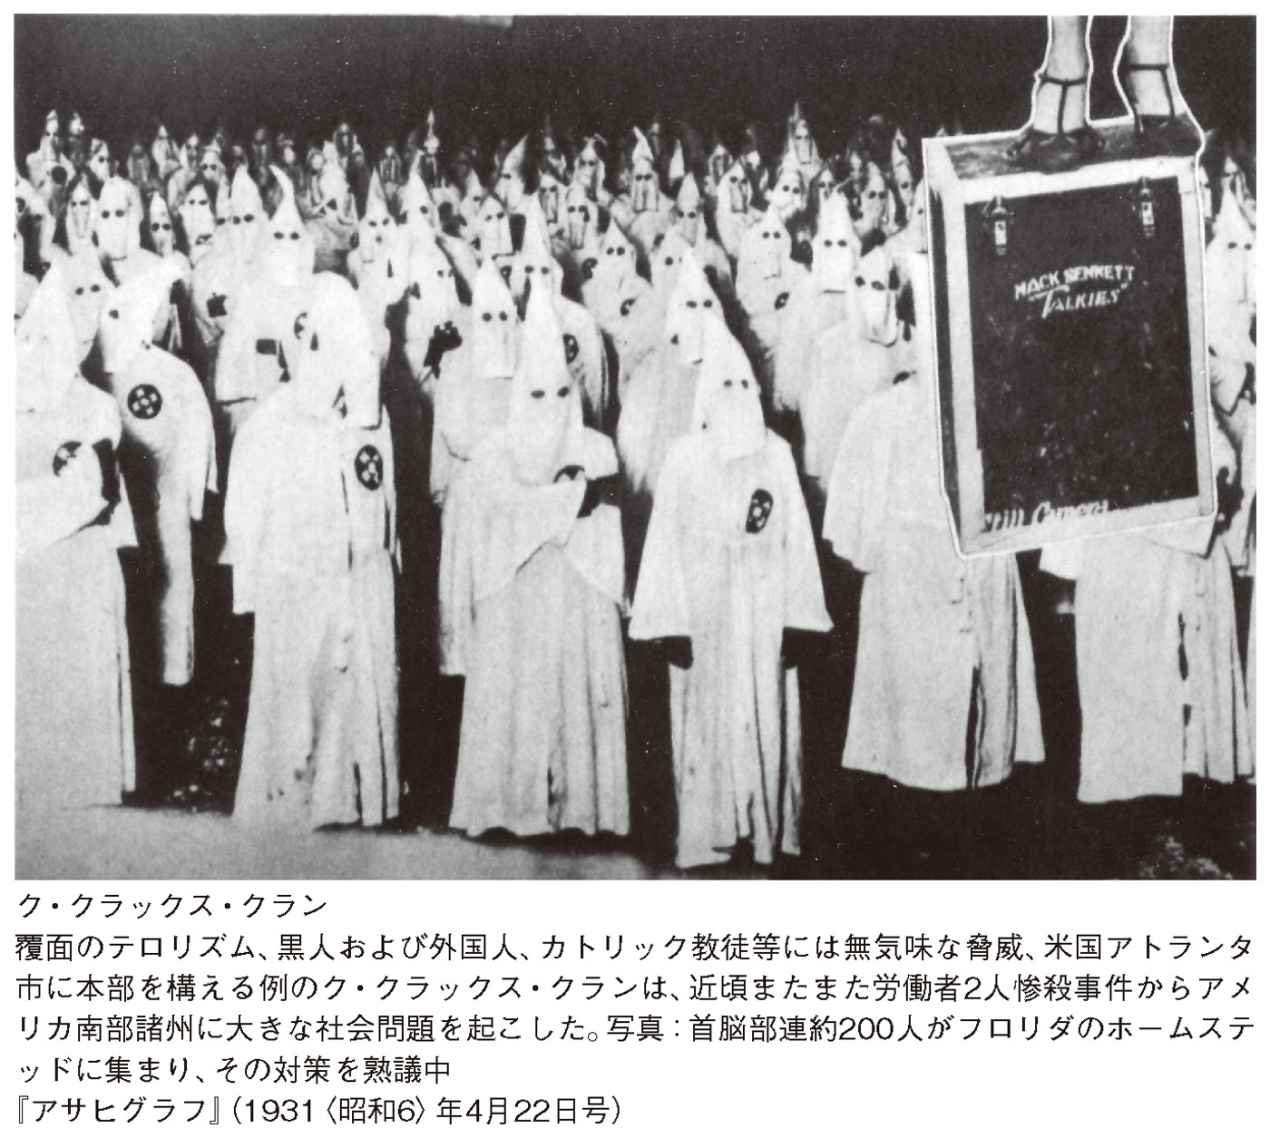 MACK SENNETT
"TALKIES"
Still Camera
ク・クラックス・クラン
覆面のテロリズム、黒人および外国人、カトリック教徒等には無気味な脅威、米国アトランタ
市に本部を構える例のク・クラックス・クランは、近頃またまた労働者2人惨殺事件からアメ
リカ南部諸州に大きな社会問題を起こした。写真：首脳部連約200人がフロリダのホームステ
ッドに集まり、その対策を熟議中
『アサヒグラフ』（1931〈昭和6〉年4月22日号）